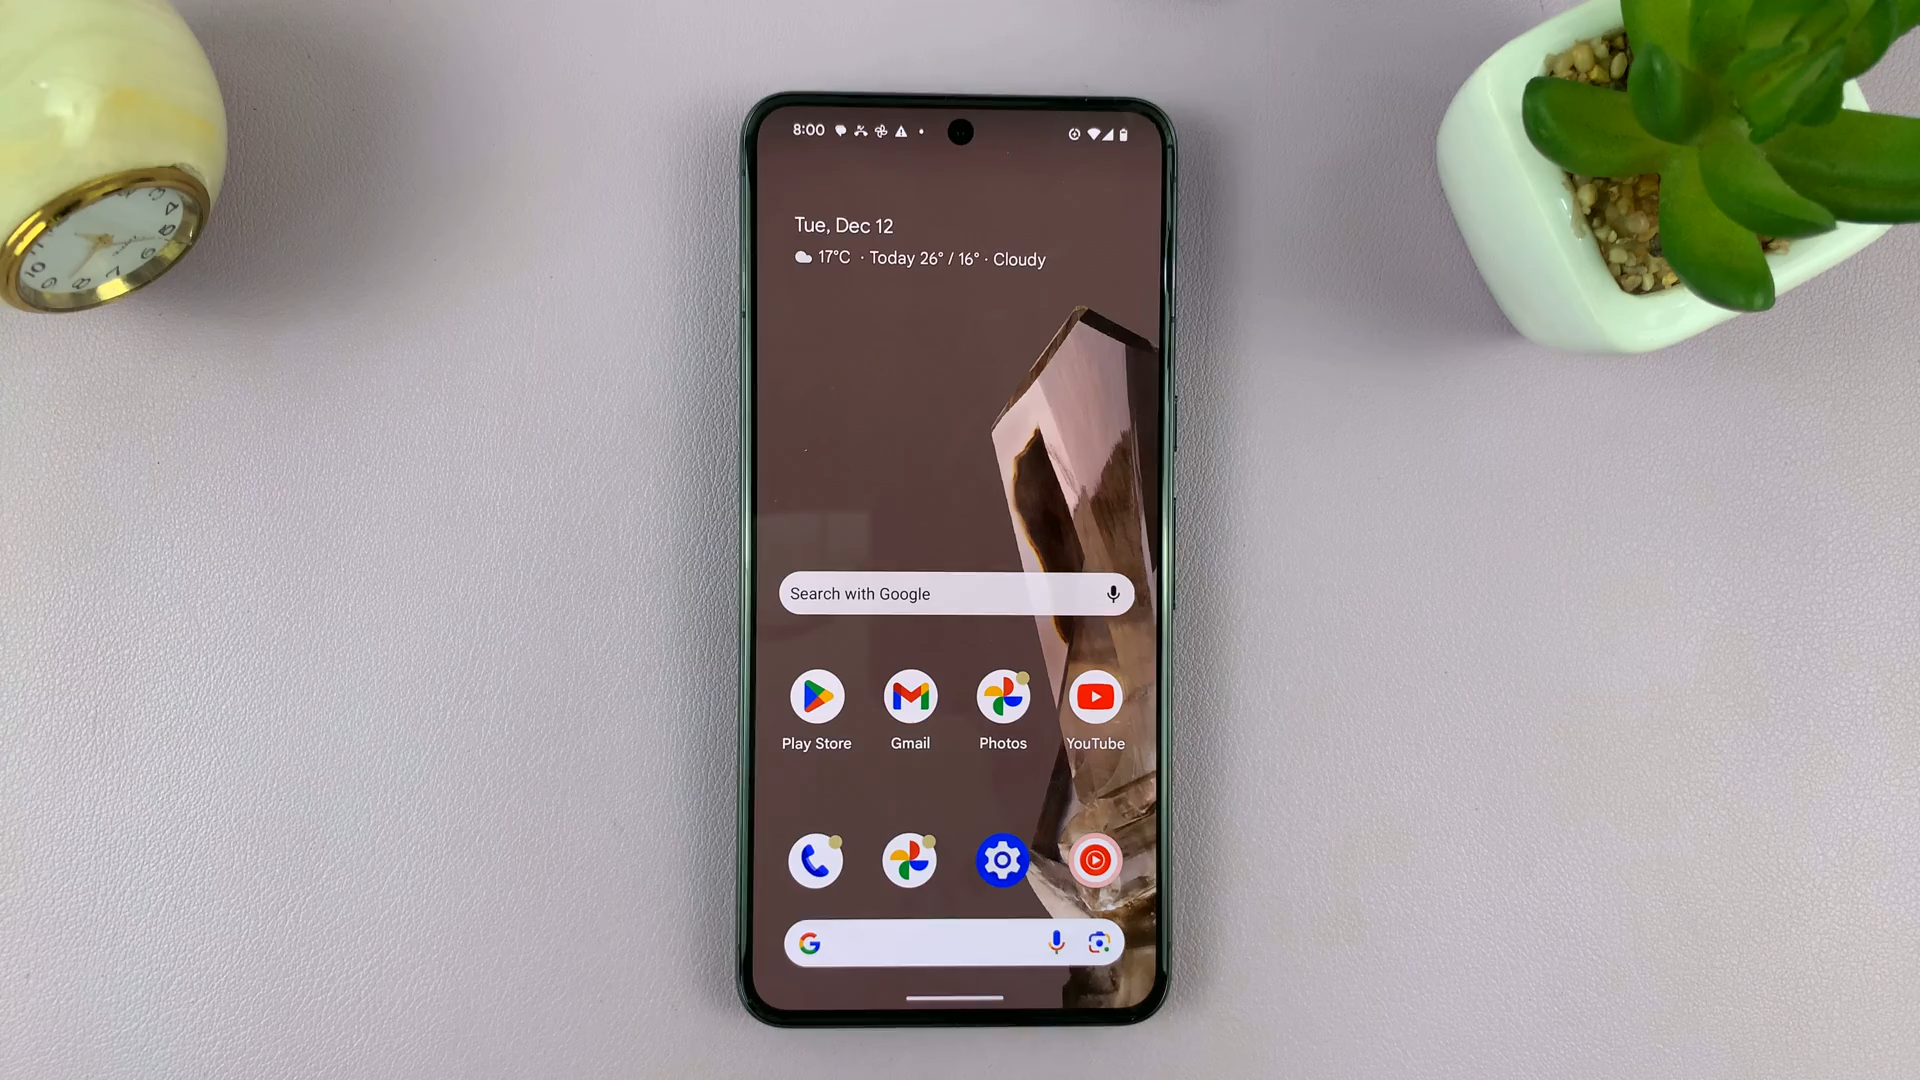 8:00
Tue, Dec 12
17°C · Today 26° / 16° · Cloudy
Search with Google
Play Store
Gmail
Photos
YouTube